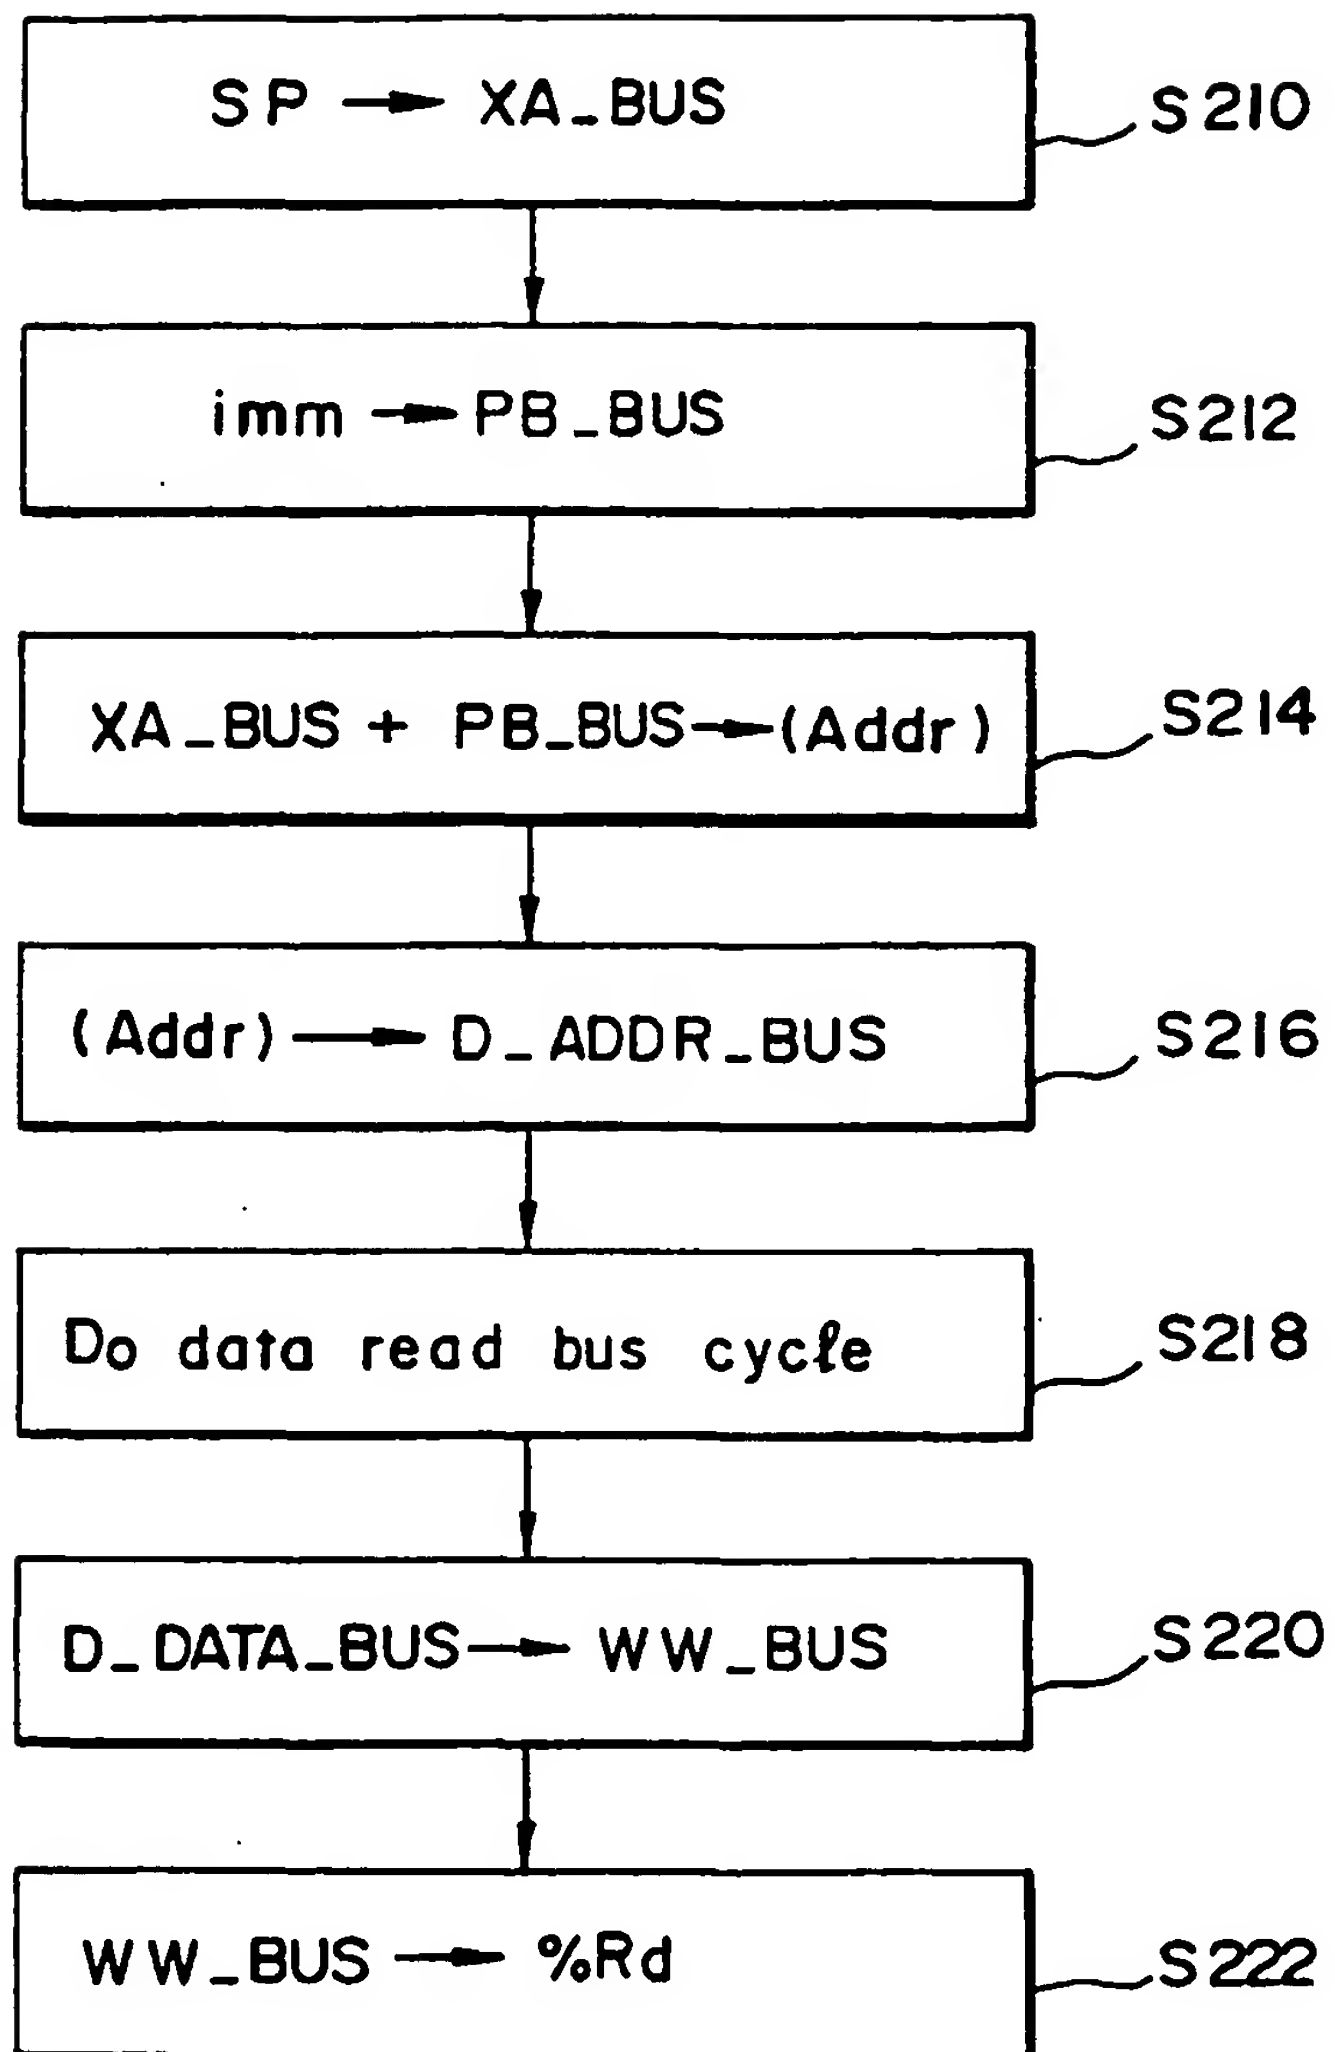 SP → XA_BUS S210
imm → PB_BUS S212
XA_BUS + PB_BUS → (Addr) S214
(Addr) → D_ADDR_BUS S216
Do data read bus cycle S218
D_DATA_BUS → WW_BUS S220
WW_BUS → %Rd S222